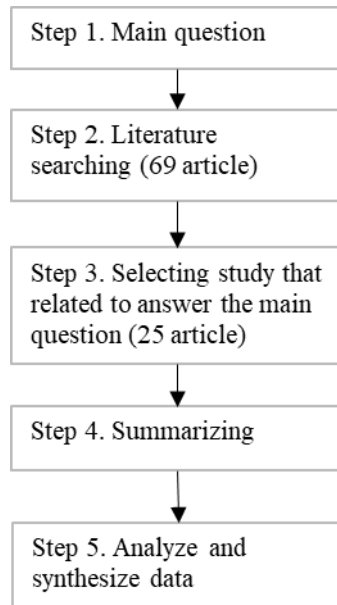 Step 1. Main question
Step 2. Literature
searching (69 article)
Step 3. Selecting study that
related to answer the main
question (25 article)
Step 4. Summarizing
Step 5. Analyze and
synthesize data